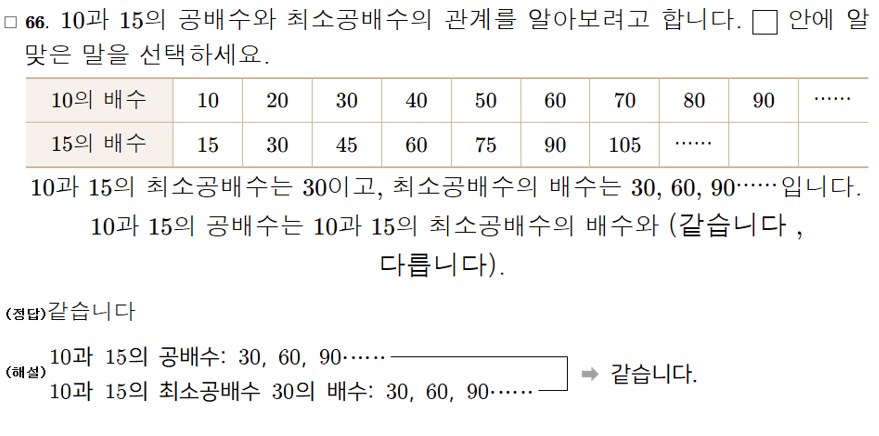 □ 66. 10과 15의 공배수와 최소공배수의 관계를 알아보려고 합니다. □ 안에 알
맞은 말을 선택하세요.
10의 배수 10 20 30 40 50 60 70 80 90 ……
15의 배수 15 30 45 60 75 90 105 ……
10과 15의 최소공배수는 30이고, 최소공배수의 배수는 30, 60, 90……입니다.
10과 15의 공배수는 10과 15의 최소공배수의 배수와 (같습니다 ,
다릅니다).
(정답)같습니다
10과 15의 공배수: 30, 60, 90……
(해설) ➡ 같습니다.
10과 15의 최소공배수 30의 배수: 30, 60, 90……